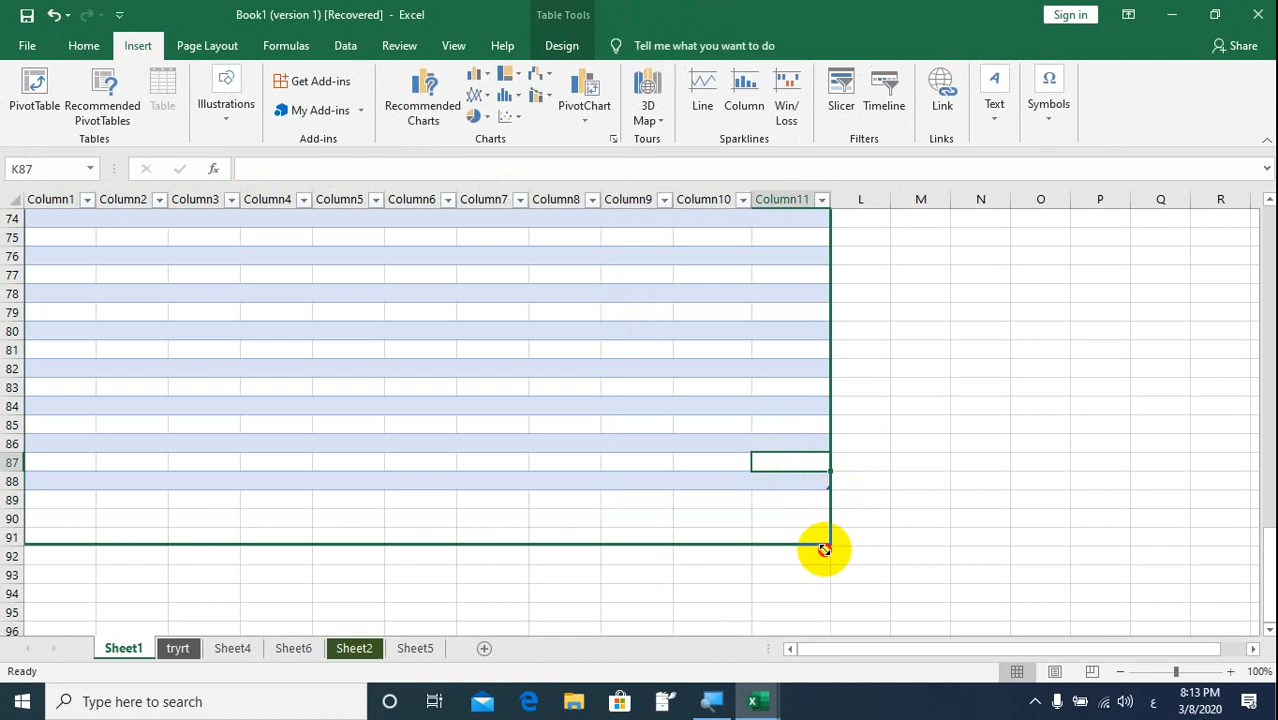 Book1 (version 1) [Recovered] - Excel
Table Tools
Sign in
File
Home
Insert
Page Layout
Formulas
Data
Review
View
Help
Design
Tell me what you want to do
Share
PivotTable
Recommended
PivotTables
Table
Tables
Illustrations
Get Add-ins
My Add-ins
Add-ins
Recommended
Charts
PivotChart
Charts
3D
Map
Tours
Line
Column
Win/
Loss
Sparklines
Slicer
Timeline
Filters
Link
Links
Text
Symbols
K87
fx
Column1 Column2 Column3 Column4 Column5 Column6 Column7 Column8 Column9 Column10 Column11 L M N O P Q R
74
75
76
77
78
79
80
81
82
83
84
85
86
87
88
89
90
91
92
93
94
95
96
Sheet1 tryrt Sheet4 Sheet6 Sheet2 Sheet5
Ready
100%
Type here to search
ع
8:13 PM
3/8/2020